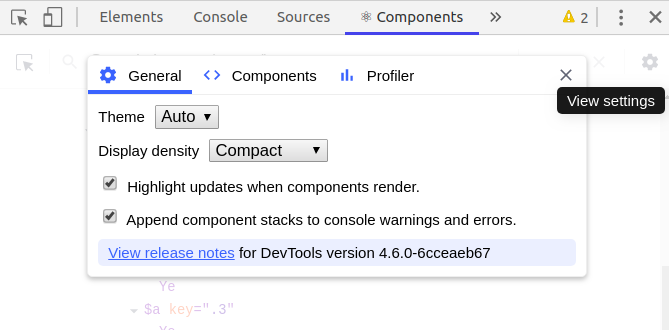 Elements Console Sources Components 2
General Components Profiler
View settings
Theme Auto
Display density Compact
Highlight updates when components render.
Append component stacks to console warnings and errors.
View release notes for DevTools version 4.6.0-6cceaeb67
Ye
$a key=".3"
Ye